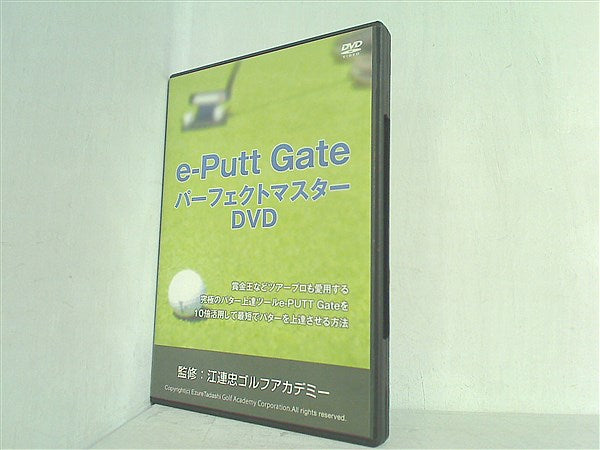 DVD
VIDEO
e-Putt Gate
パーフェクトマスター
DVD
賞金王などツアープロも愛用する
究極のパター上達ツールe-PUTT Gateを
10倍活用して最短でパターを上達させる方法
監修：江連忠ゴルフアカデミー
Copyright(c) EzureTadashi Golf Academy Corporation.All rights reserved.